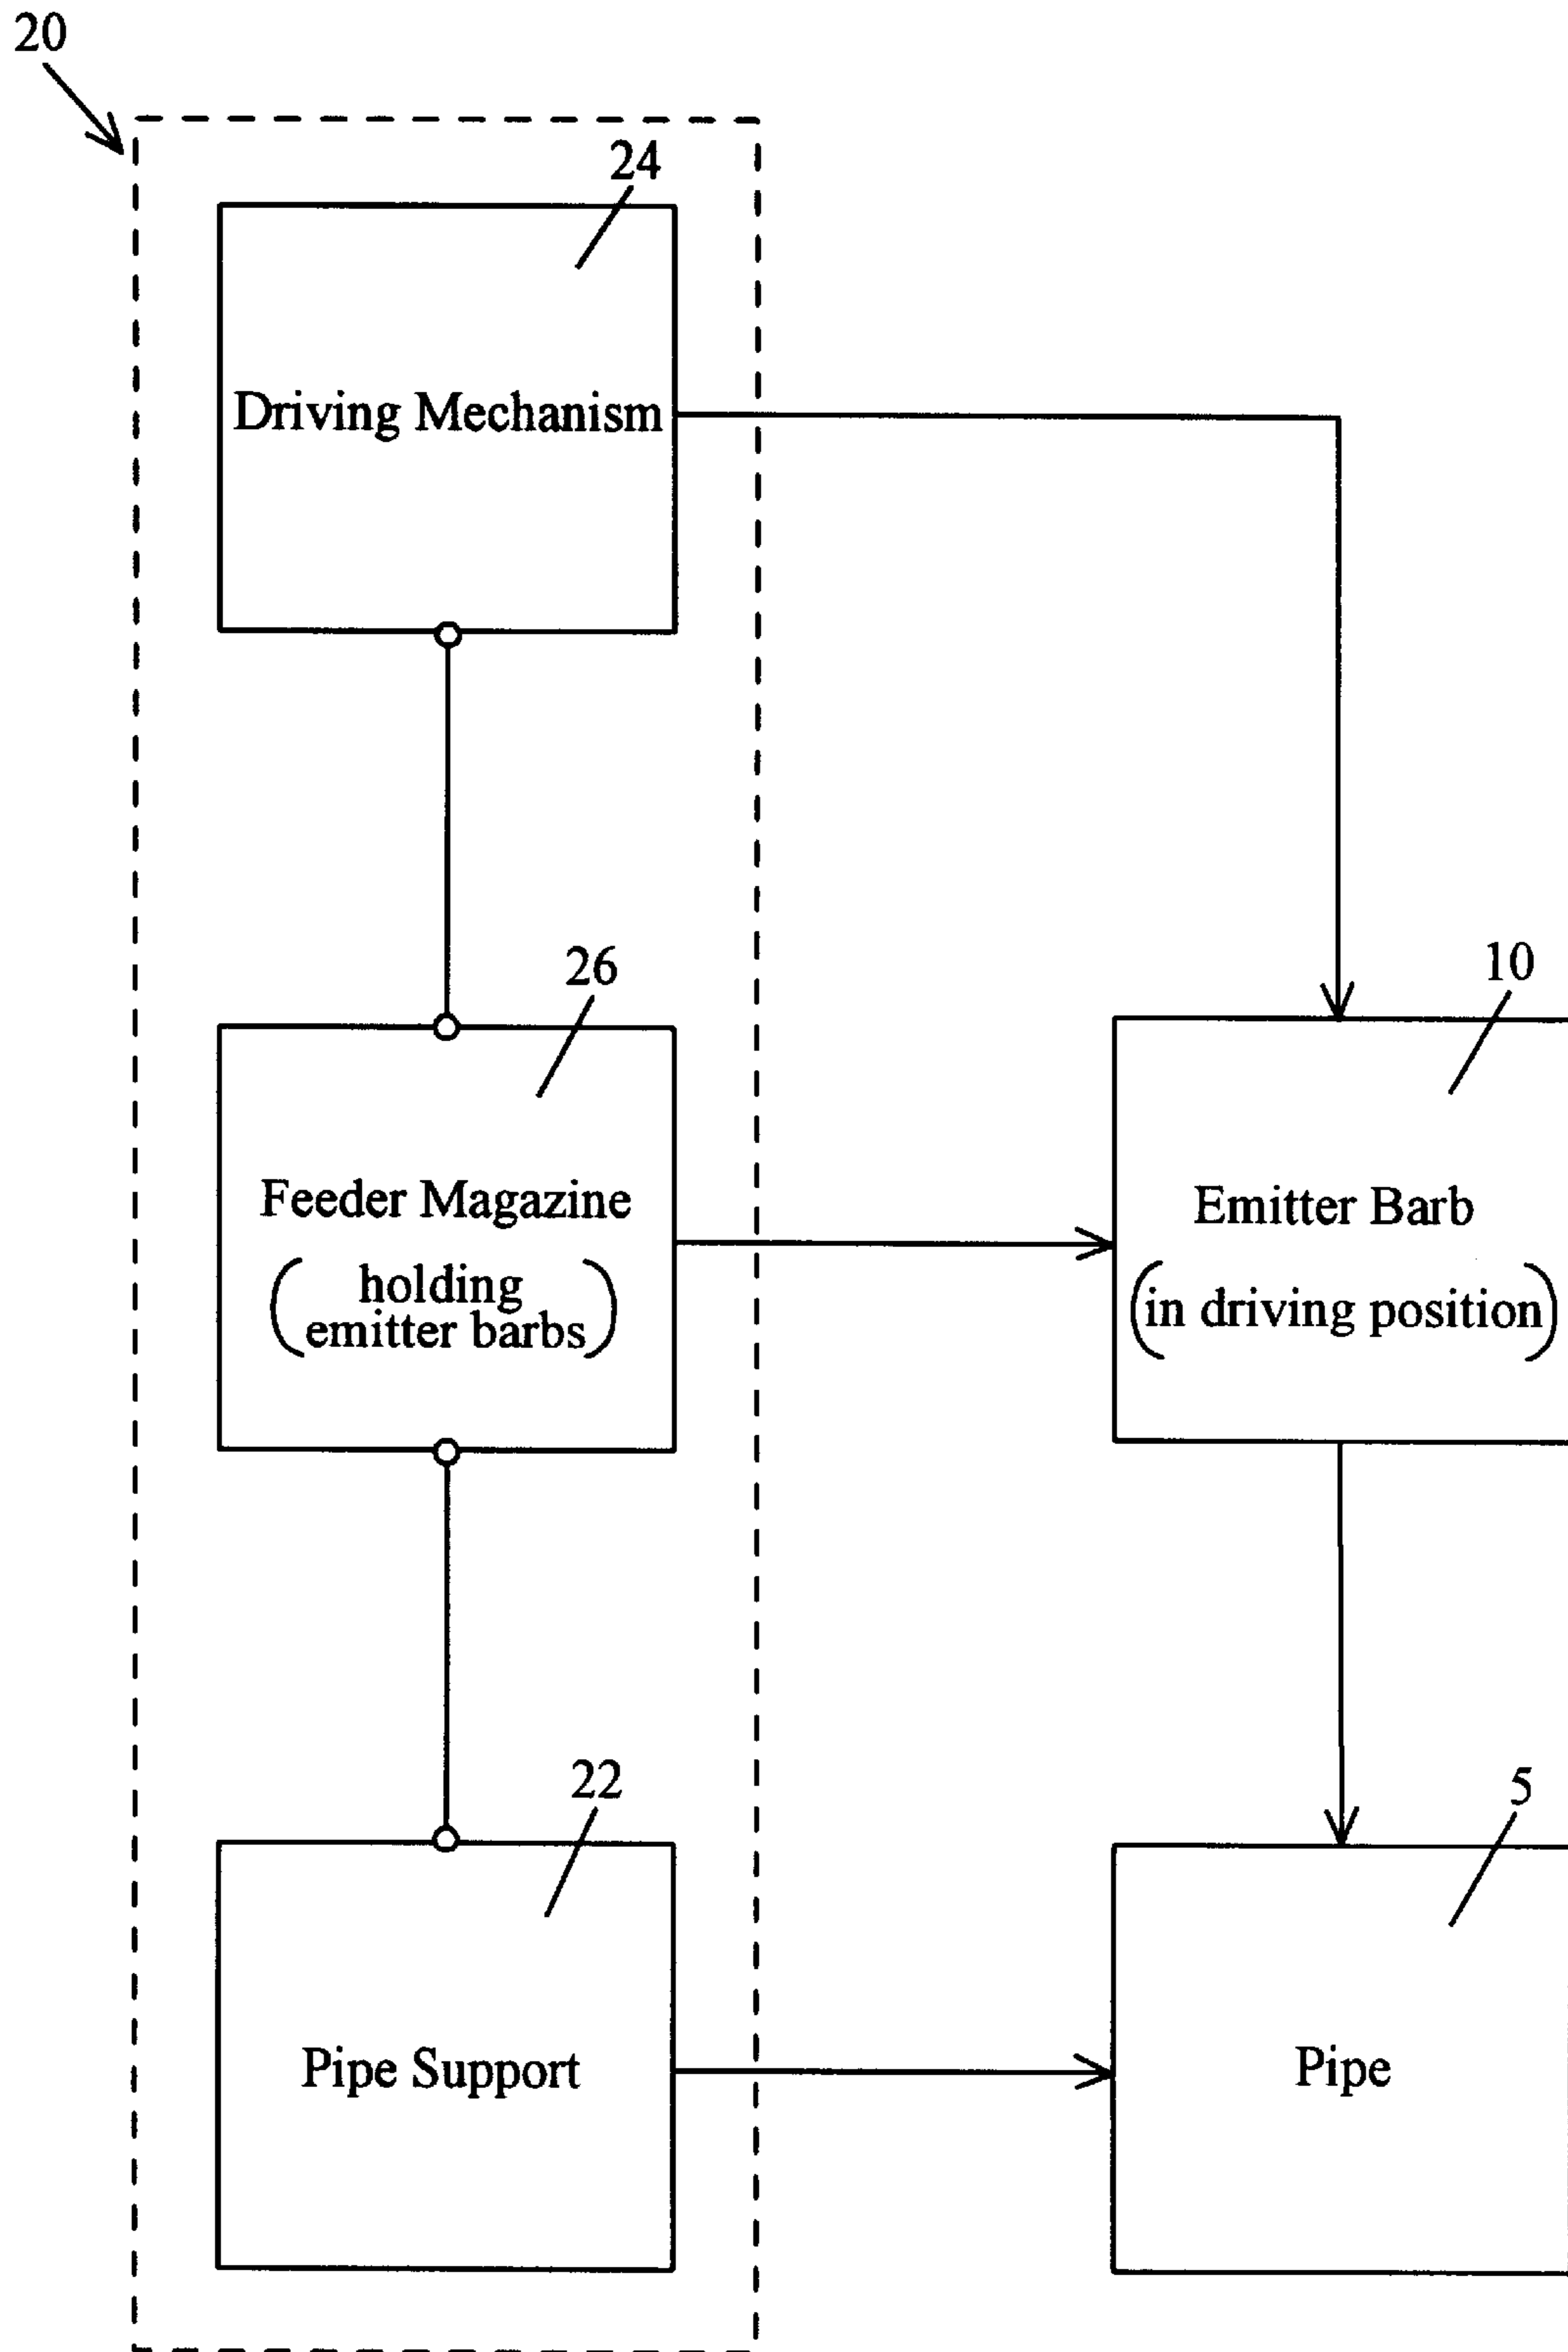 20
24
Driving Mechanism
26
10
Feeder Magazine
(holding
emitter barbs)
Emitter Barb
(in driving position)
22
5
Pipe Support
Pipe